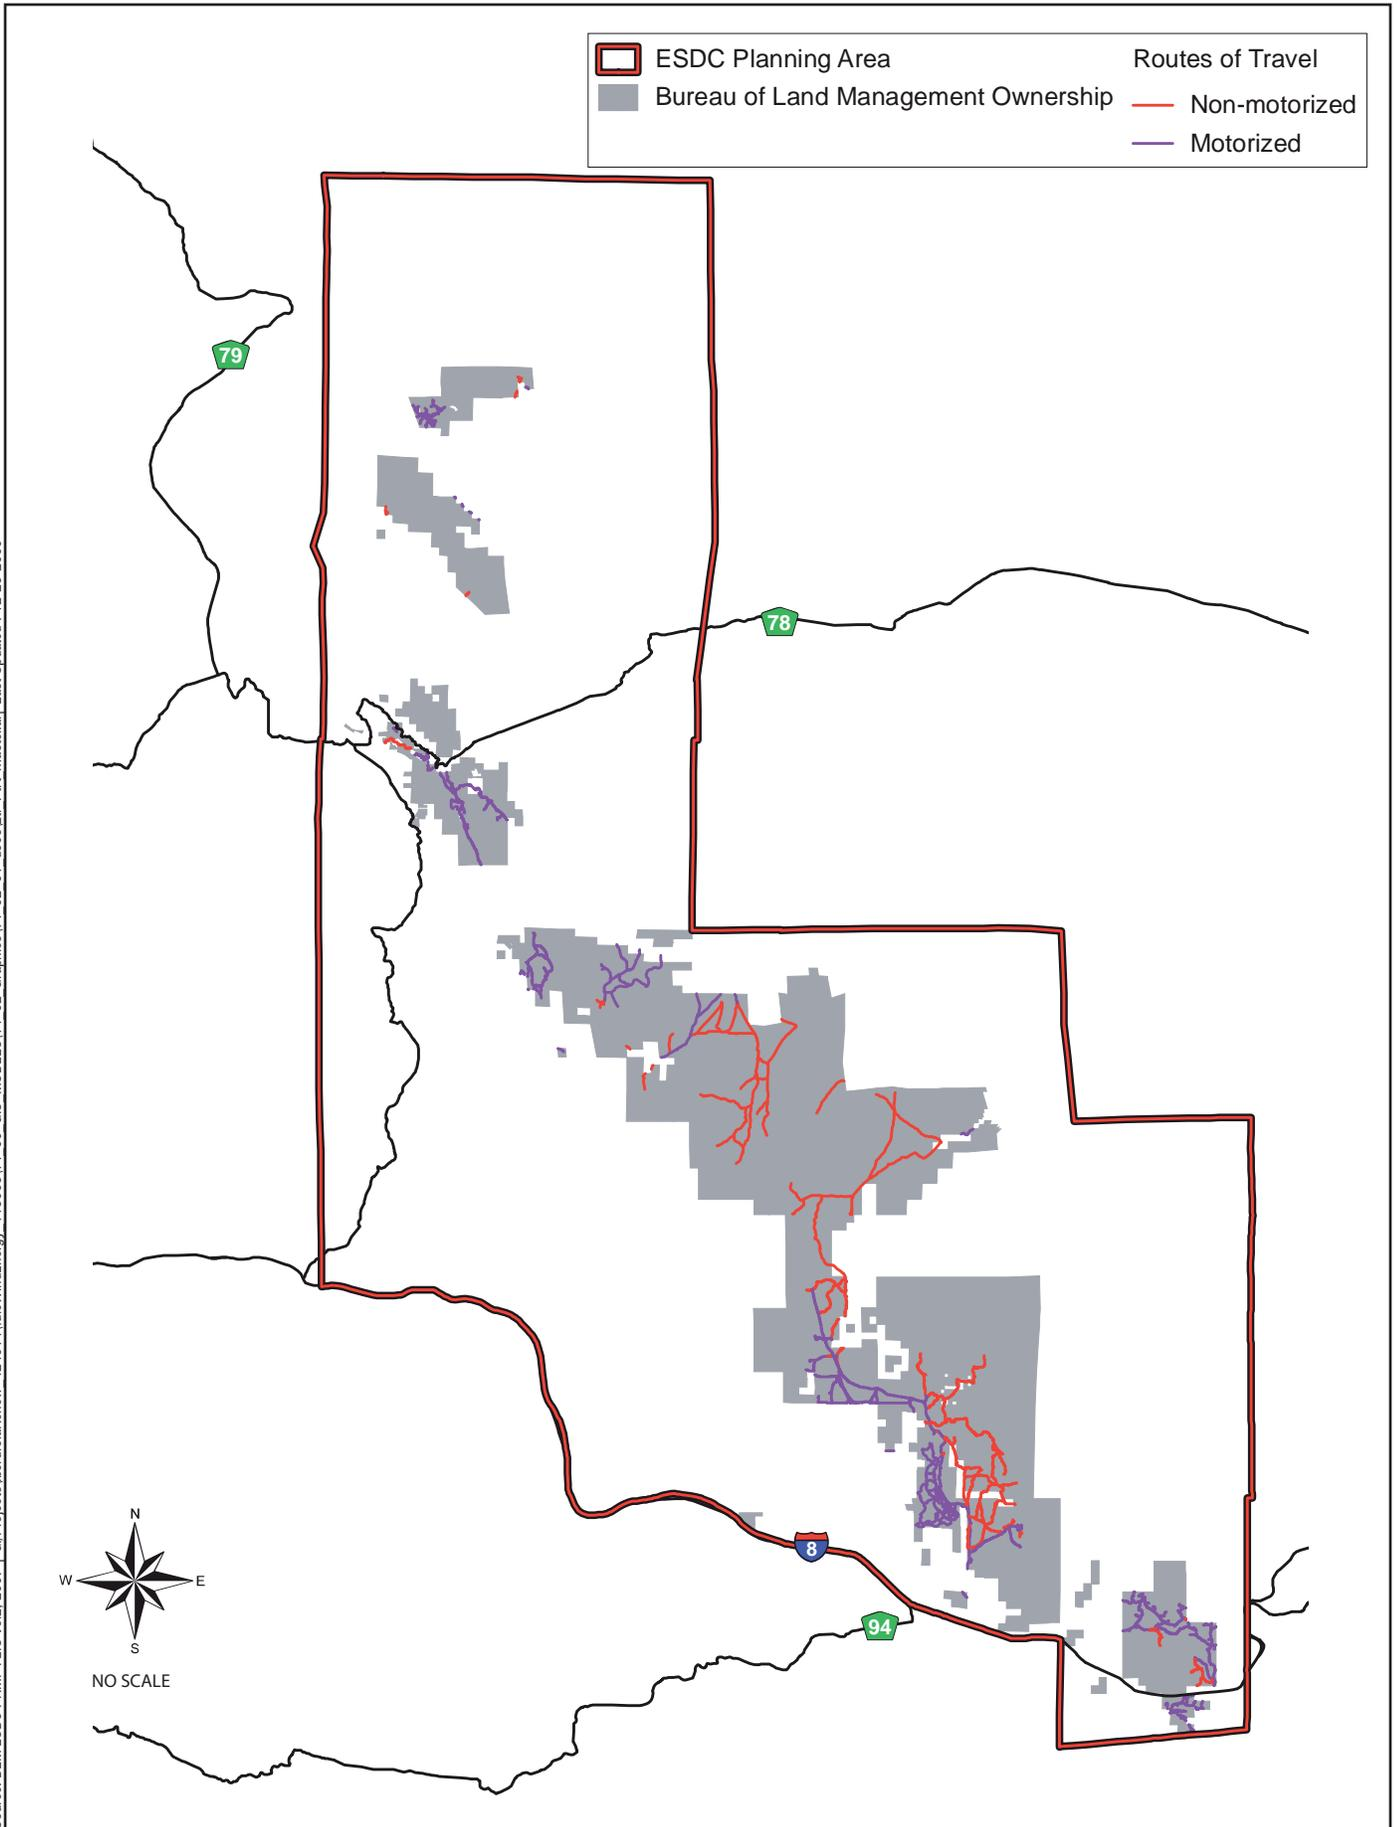 ESDC Planning Area
Bureau of Land Management Ownership
Routes of Travel
Non-motorized
Motorized
79
78
8
94
N
W
E
S
NO SCALE